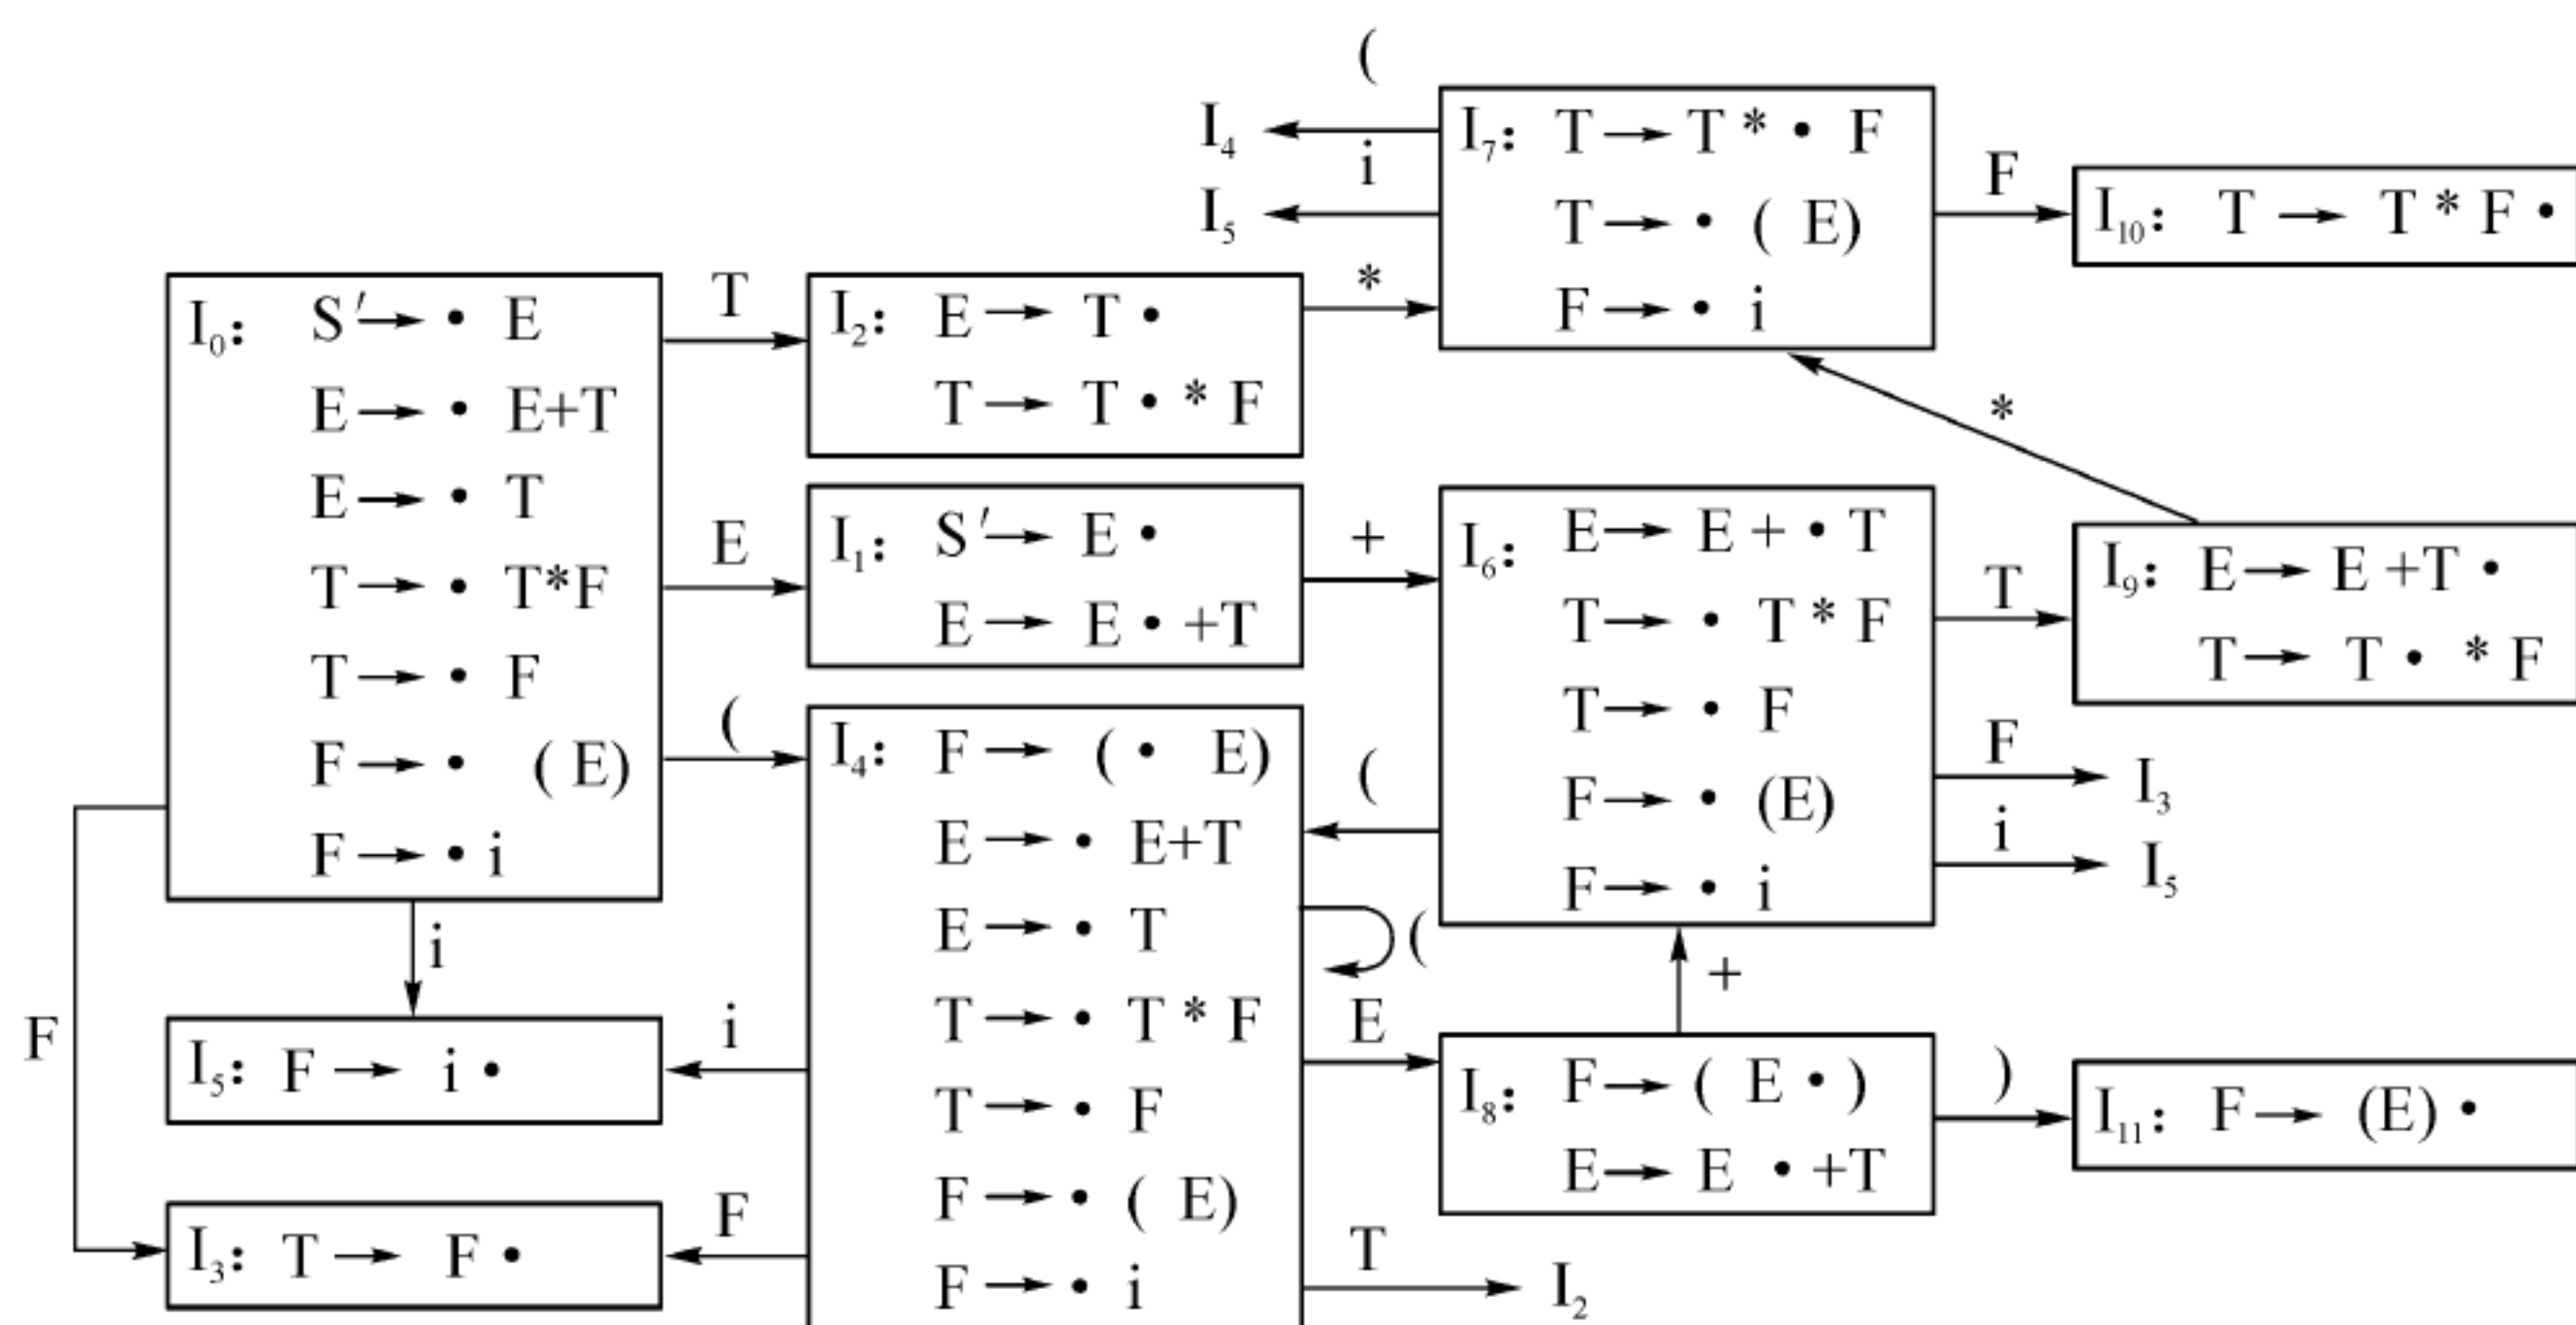 (
I4
i
I5
I7: T → T * • F
T → • ( E)
F → • i
F
I10: T → T * F •
I0: S′ → • E
E → • E+T
E → • T
T → • T*F
T → • F
F → • ( E)
F → • i
T
I2: E → T •
T → T • * F
*
*
E
I1: S′ → E •
E → E • +T
+
I6: E → E + • T
T → • T * F
T → • F
F → • (E)
F → • i
T
I9: E → E +T •
T → T • * F
F
I3
i
I5
(
I4: F → ( • E)
E → • E+T
E → • T
T → • T * F
T → • F
F → • ( E)
F → • i
(
(
i
F
I5: F → i •
i
I3: T → F •
F
E
+
I8: F → ( E • )
E → E • +T
)
I11: F → (E) •
T
I2